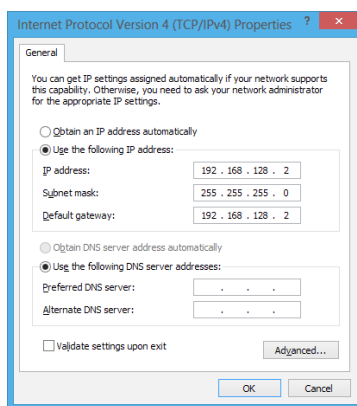 Internet Protocol Version 4 (TCP/IPv4) Properties ? x
General
You can get IP settings assigned automatically if your network supports
this capability. Otherwise, you need to ask your network administrator
for the appropriate IP settings.
Obtain an IP address automatically
Use the following IP address:
IP address: 192 . 168 . 128 . 2
Subnet mask: 255 . 255 . 255 . 0
Default gateway: 192 . 168 . 128 . 2
Obtain DNS server address automatically
Use the following DNS server addresses:
Preferred DNS server: . . .
Alternate DNS server: . . .
Validate settings upon exit
Advanced...
OK Cancel